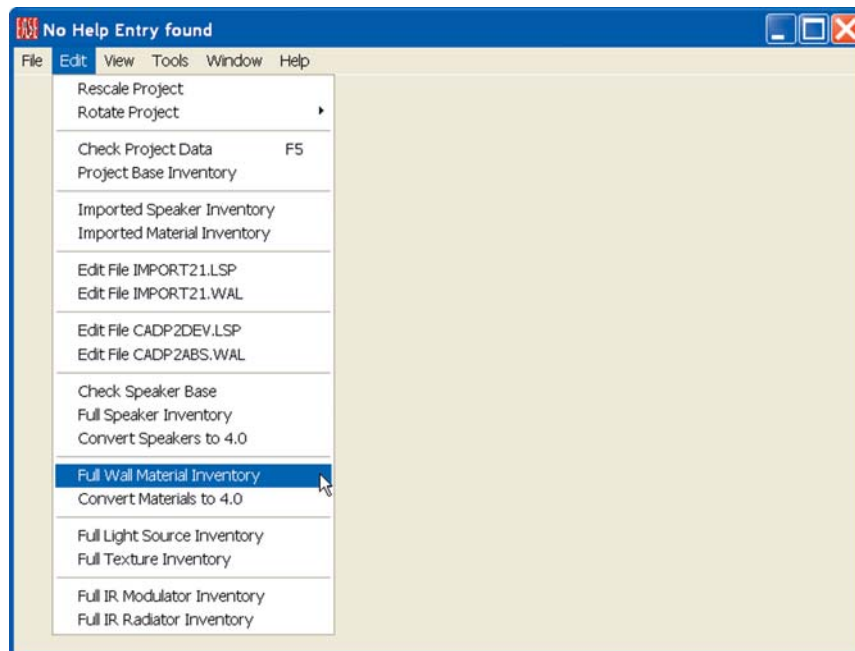 EASE No Help Entry found
File Edit View Tools Window Help
Rescale Project
Rotate Project
Check Project Data F5
Project Base Inventory
Imported Speaker Inventory
Imported Material Inventory
Edit File IMPORT21.LSP
Edit File IMPORT21.WAL
Edit File CADP2DEV.LSP
Edit File CADP2ABS.WAL
Check Speaker Base
Full Speaker Inventory
Convert Speakers to 4.0
Full Wall Material Inventory
Convert Materials to 4.0
Full Light Source Inventory
Full Texture Inventory
Full IR Modulator Inventory
Full IR Radiator Inventory